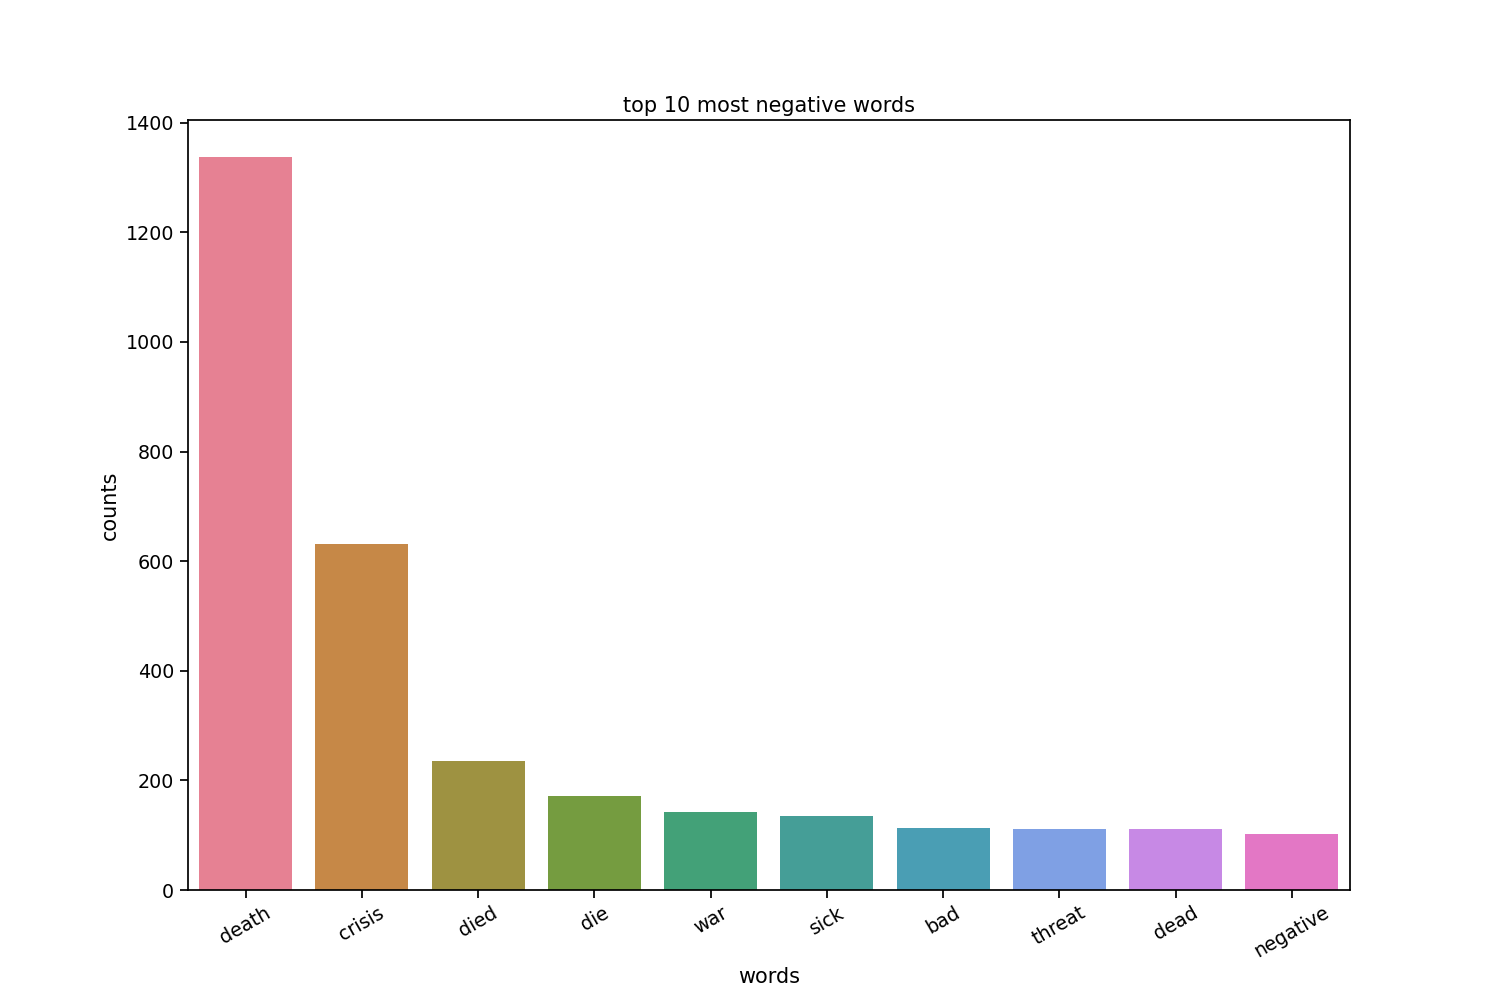 top 10 most negative words
counts
1400
1200
1000
800
600
400
200
0
death crisis died die war sick bad threat dead negative
words